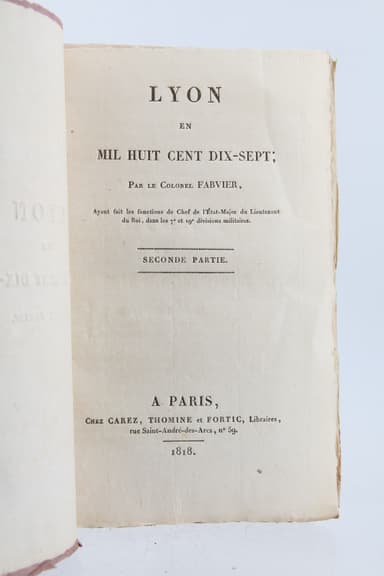 LYON
EN
MIL HUIT CENT DIX-SEPT;
PAR LE COLONEL FABVIER,
Ayant fait les fonctions de Chef de l'État-Major du Lieutenant
du Roi, dans les 7e et 19e divisions militaires.
SECONDE PARTIE.
A PARIS,
CHEZ CAREZ, THOMINE et FORTIC, Libraires,
rue Saint-André-des-Arcs, no 59.
1818.